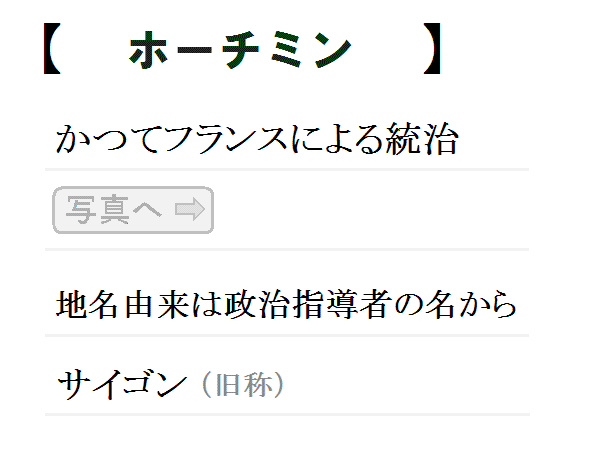 【 ホーチミン 】
かつてフランスによる統治
写真へ ⇨
地名由来は政治指導者の名から
サイゴン（旧称）